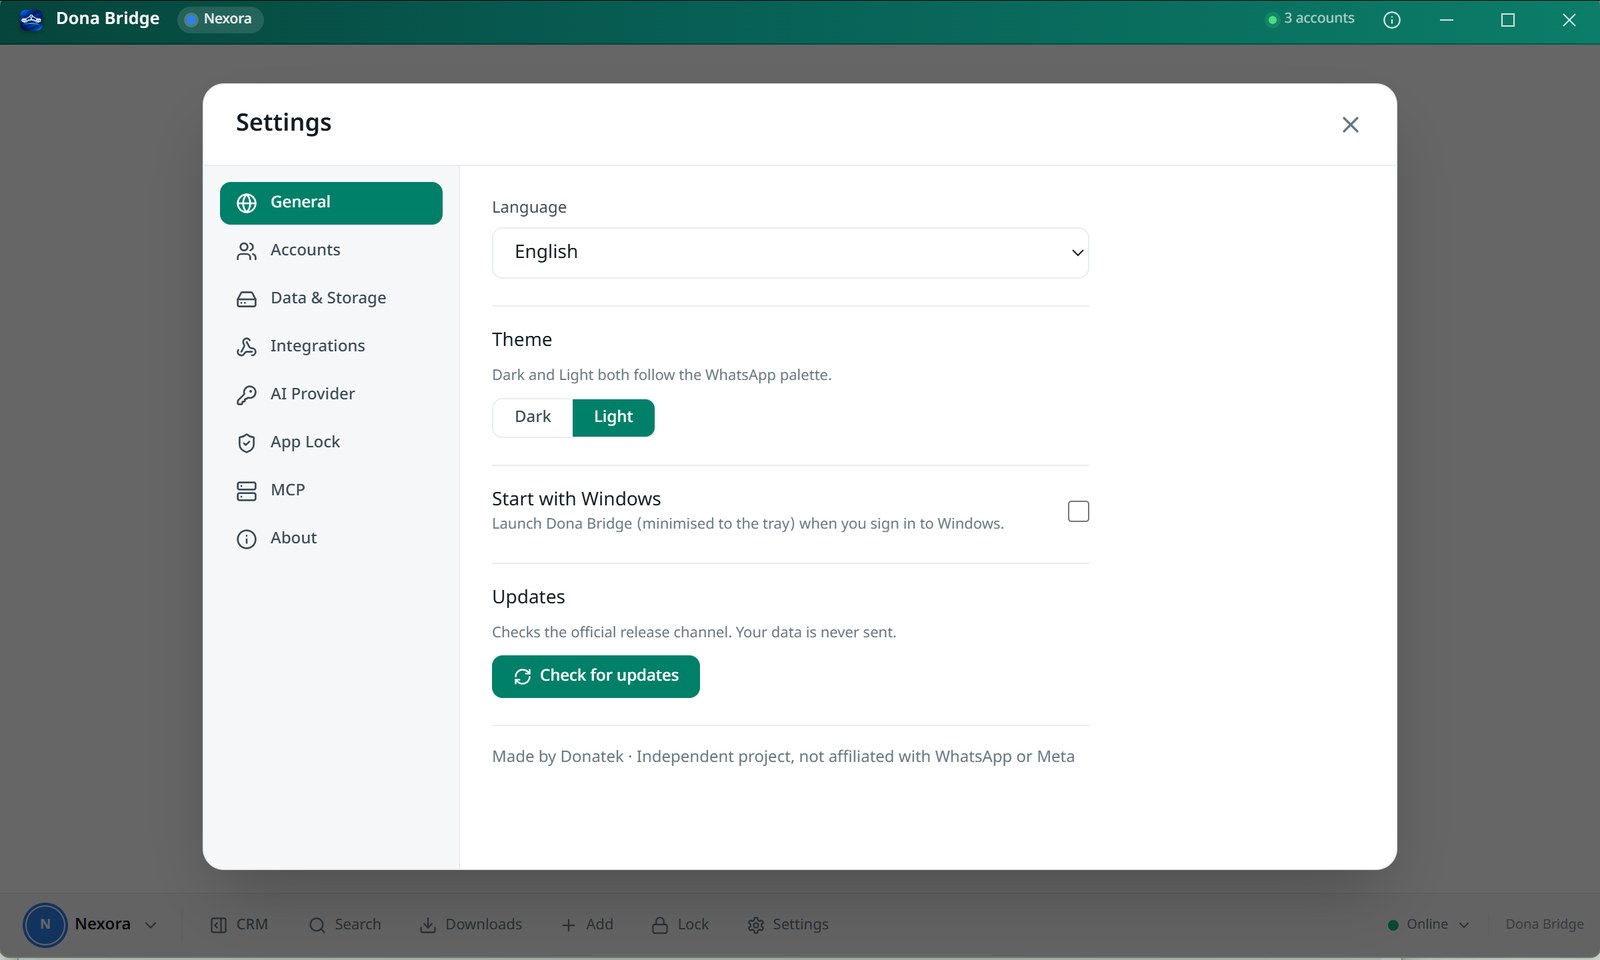 Dona Bridge
Nexora
3 accounts
Settings
General
Accounts
Data & Storage
Integrations
AI Provider
App Lock
MCP
About
Language
English
Theme
Dark and Light both follow the WhatsApp palette.
Dark
Light
Start with Windows
Launch Dona Bridge (minimised to the tray) when you sign in to Windows.
Updates
Checks the official release channel. Your data is never sent.
Check for updates
Made by Donatek · Independent project, not affiliated with WhatsApp or Meta
N
Nexora
CRM
Search
Downloads
Add
Lock
Settings
Online
Dona Bridge